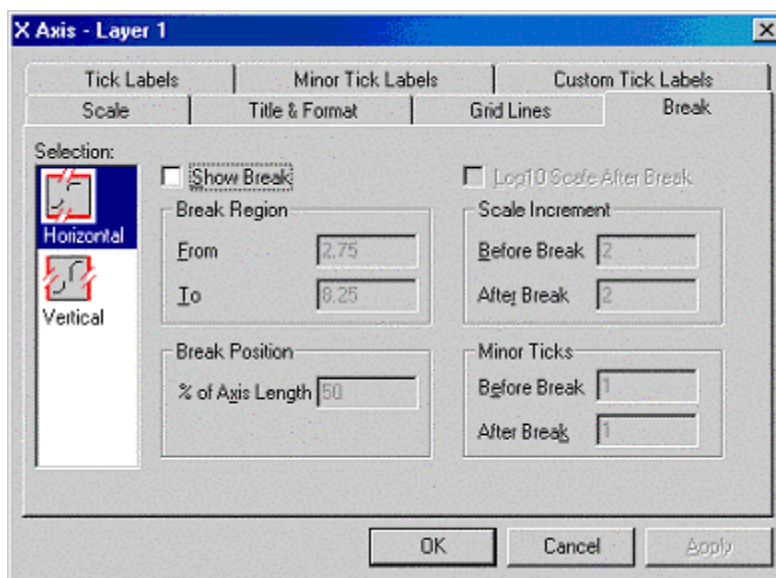 X Axis - Layer 1
Tick Labels Minor Tick Labels Custom Tick Labels
Scale Title & Format Grid Lines Break
Selection:
Show Break Log10 Scale After Break
Horizontal
Vertical
Break Region
From 2.75
To 8.25
Scale Increment
Before Break 2
After Break 2
Break Position
% of Axis Length 50
Minor Ticks
Before Break 1
After Break 1
OK Cancel Apply